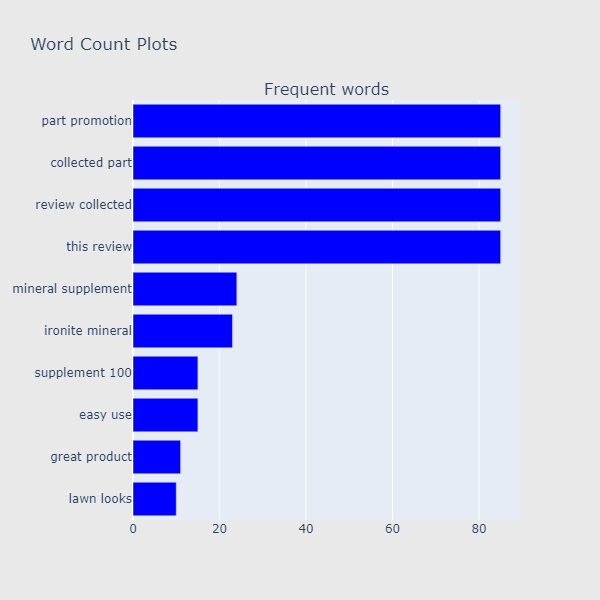 Word Count Plots
Frequent words
part promotion
collected part
review collected
this review
mineral supplement
ironite mineral
supplement 100
easy use
great product
lawn looks
0 20 40 60 80